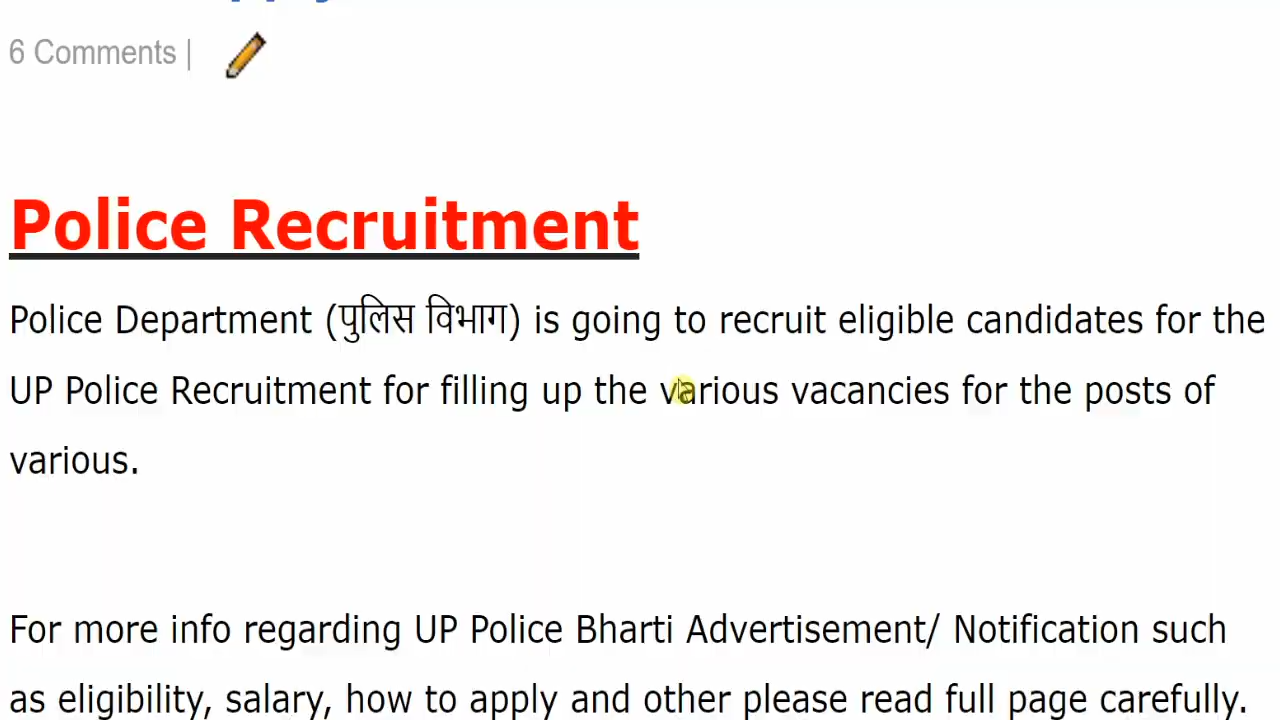 6 Comments |
Police Recruitment
Police Department (पुलिस विभाग) is going to recruit eligible candidates for the
UP Police Recruitment for filling up the various vacancies for the posts of
various.
For more info regarding UP Police Bharti Advertisement/ Notification such
as eligibility, salary, how to apply and other please read full page carefully.